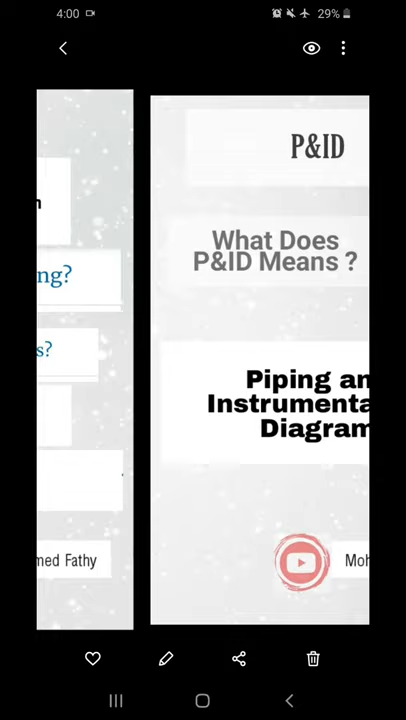 4:00
29%
n
ng?
s?
med Fathy
P&ID
What Does
P&ID Means ?
Piping an
Instrumenta
Diagram
Moh